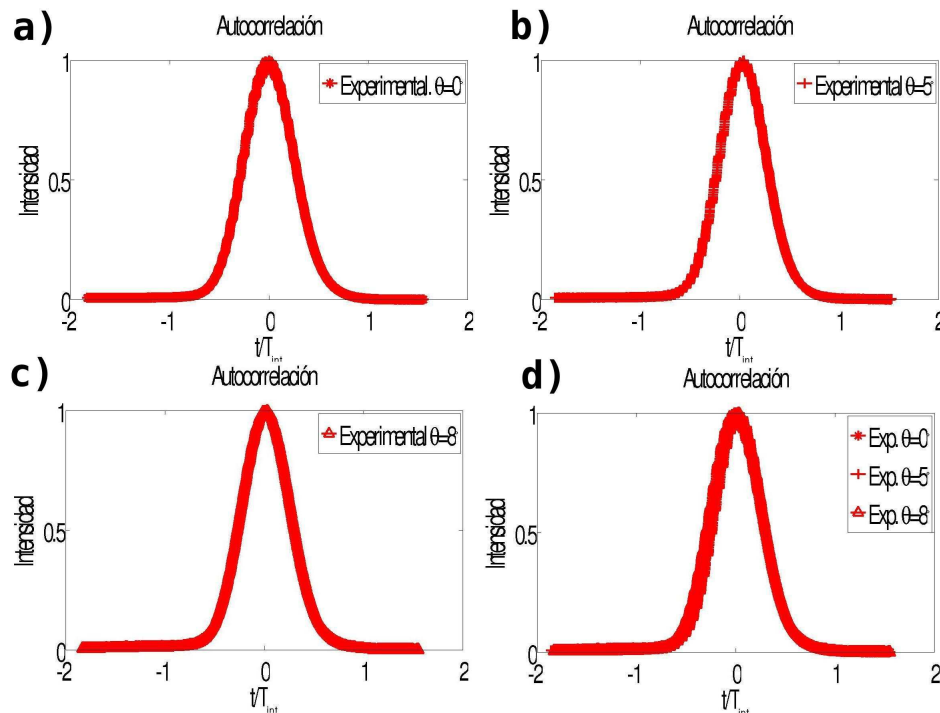 a)
Autocorrelación
Experimental. θ=0°
1
0.5
0
Intensidad
-2 -1 0 1 2
t/T_int
b)
Autocorrelación
Experimental θ=5°
1
0.5
0
Intensidad
-2 -1 0 1 2
t/T_int
c)
Autocorrelación
Experimental θ=8°
1
0.5
0
Intensidad
-2 -1 0 1 2
t/T_int
d)
Autocorrelación
Exp. θ=0°
Exp. θ=5°
Exp. θ=8°
1
0.5
0
Intensidad
-2 -1 0 1 2
t/T_int